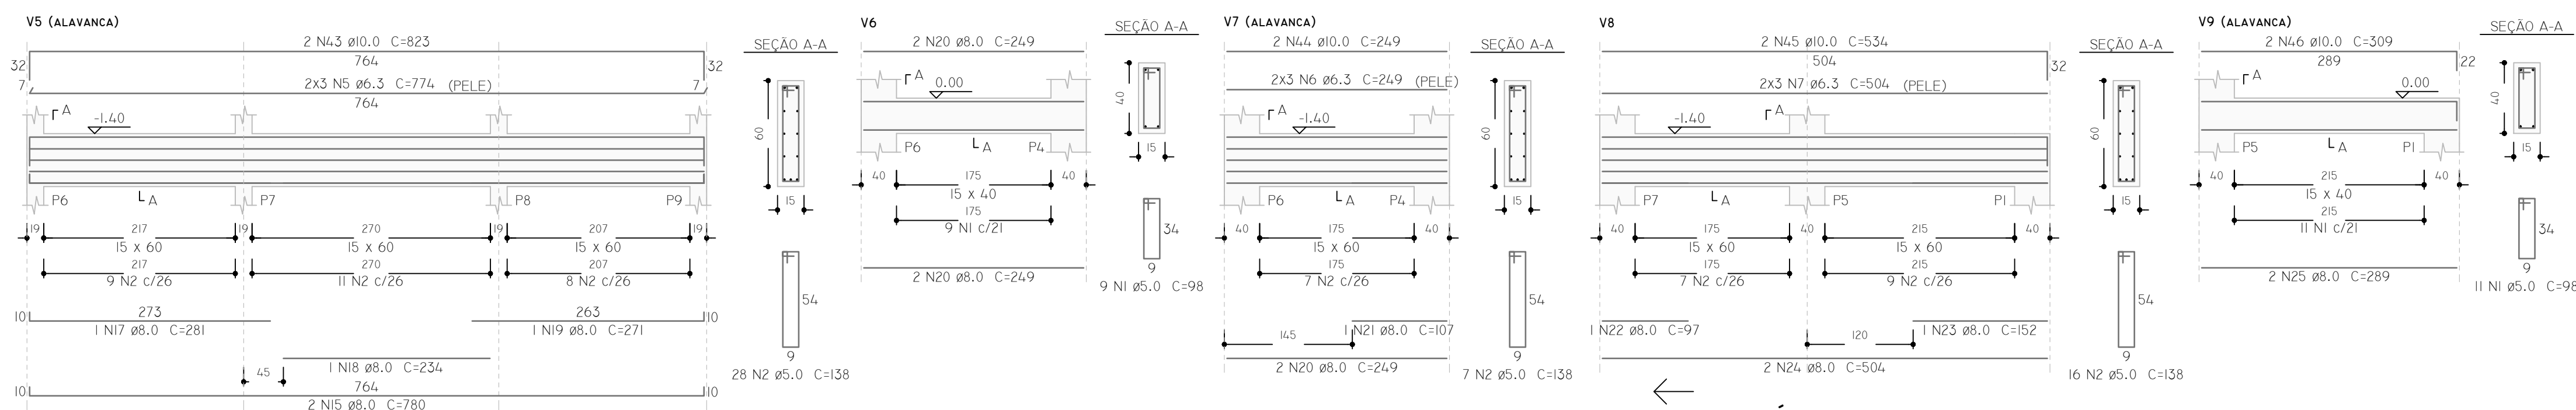 V5 (ALAVANCA)
2 N43 ø10.0 C=823
32
764
32
7
2x3 N5 ø6.3 C=774 (PELE)
7
764
A
-1.40
P6
A
P7
P8
P9
19
217
19
270
19
207
19
15 x 60
15 x 60
15 x 60
217
270
207
9 N2 c/26
11 N2 c/26
8 N2 c/26
10
273
263
10
1 N17 ø8.0 C=281
1 N19 ø8.0 C=271
1 N18 ø8.0 C=234
45
10
764
10
2 N15 ø8.0 C=780
SEÇÃO A-A
60
15
54
9
28 N2 ø5.0 C=138
V6
2 N20 ø8.0 C=249
A
0.00
P6
A
P4
40
175
40
15 x 40
175
9 N1 c/21
2 N20 ø8.0 C=249
SEÇÃO A-A
40
15
34
9
9 N1 ø5.0 C=98
V7 (ALAVANCA)
2 N44 ø10.0 C=249
2x3 N6 ø6.3 C=249 (PELE)
A
-1.40
P6
A
P4
40
175
40
15 x 60
175
7 N2 c/26
1 N21 ø8.0 C=107
145
2 N20 ø8.0 C=249
SEÇÃO A-A
60
15
54
9
7 N2 ø5.0 C=138
V8
2 N45 ø10.0 C=534
504
32
2x3 N7 ø6.3 C=504 (PELE)
A
A
-1.40
P7
A
P5
P1
40
175
40
215
40
15 x 60
15 x 60
175
215
7 N2 c/26
9 N2 c/26
1 N22 ø8.0 C=97
1 N23 ø8.0 C=152
120
2 N24 ø8.0 C=504
SEÇÃO A-A
60
15
54
9
16 N2 ø5.0 C=138
V9 (ALAVANCA)
2 N46 ø10.0 C=309
289
22
A
0.00
P5
A
P1
40
215
40
15 x 40
215
11 N1 c/21
2 N25 ø8.0 C=289
SEÇÃO A-A
40
15
34
9
11 N1 ø5.0 C=98